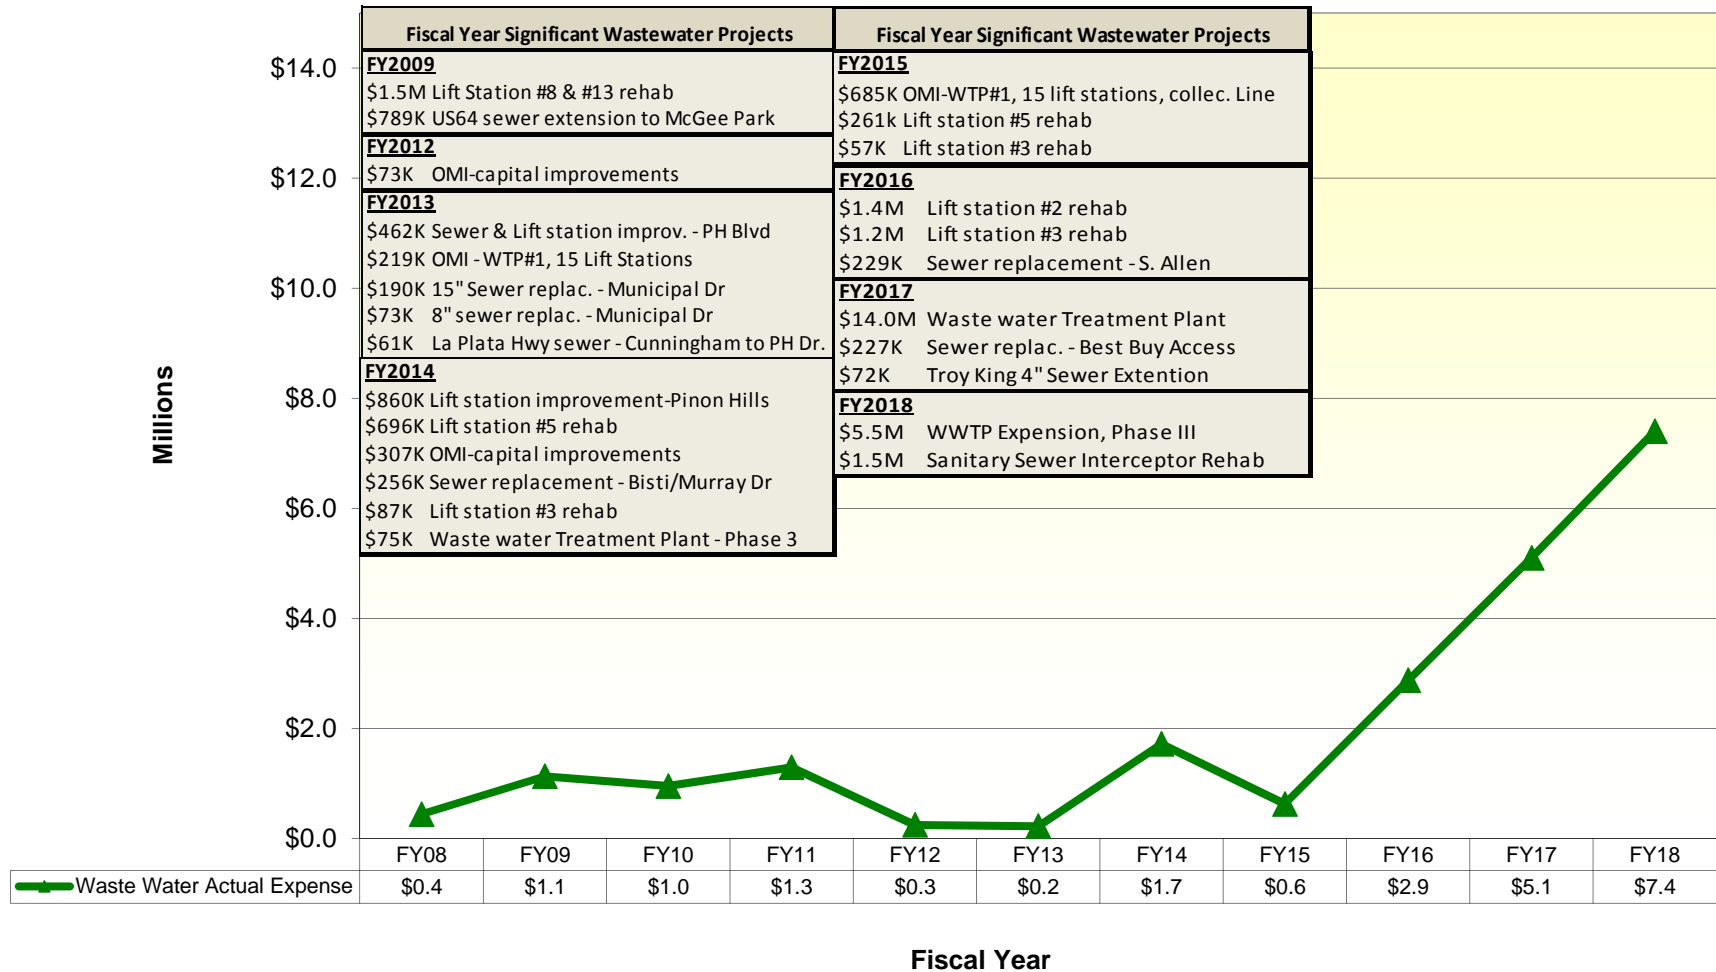 Fiscal Year Significant Wastewater Projects
FY2009
$1.5M Lift Station #8 & #13 rehab
$789K US64 sewer extension to McGee Park
FY2012
$73K OMI-capital improvements
FY2013
$462K Sewer & Lift station improv. - PH Blvd
$219K OMI - WTP#1, 15 Lift Stations
$190K 15" Sewer replac. - Municipal Dr
$73K 8" sewer replac. - Municipal Dr
$61K La Plata Hwy sewer - Cunningham to PH Dr.
FY2014
$860K Lift station improvement-Pinon Hills
$696K Lift station #5 rehab
$307K OMI-capital improvements
$256K Sewer replacement - Bisti/Murray Dr
$87K Lift station #3 rehab
$75K Waste water Treatment Plant - Phase 3
Fiscal Year Significant Wastewater Projects
FY2015
$685K OMI-WTP#1, 15 lift stations, collec. Line
$261k Lift station #5 rehab
$57K Lift station #3 rehab
FY2016
$1.4M Lift station #2 rehab
$1.2M Lift station #3 rehab
$229K Sewer replacement - S. Allen
FY2017
$14.0M Waste water Treatment Plant
$227K Sewer replac. - Best Buy Access
$72K Troy King 4" Sewer Extention
FY2018
$5.5M WWTP Expension, Phase III
$1.5M Sanitary Sewer Interceptor Rehab
Millions
$14.0
$12.0
$10.0
$8.0
$6.0
$4.0
$2.0
$0.0
FY08 FY09 FY10 FY11 FY12 FY13 FY14 FY15 FY16 FY17 FY18
Waste Water Actual Expense $0.4 $1.1 $1.0 $1.3 $0.3 $0.2 $1.7 $0.6 $2.9 $5.1 $7.4
Fiscal Year